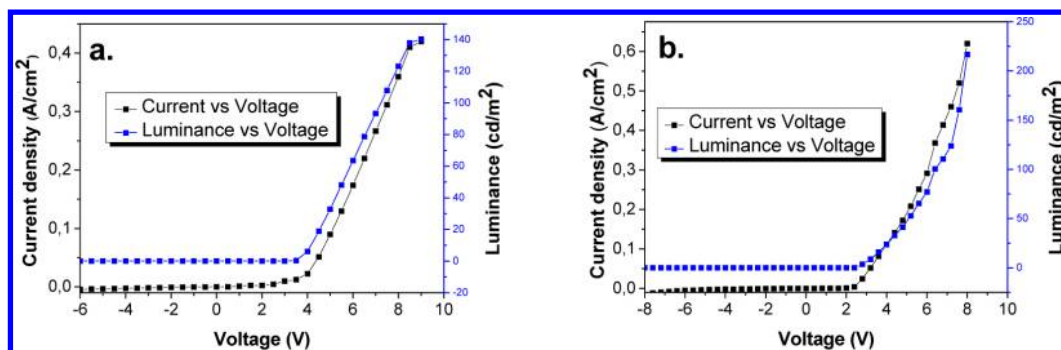 a.
Current density (A/cm2)
0,4
0,3
0,2
0,1
0,0
Current vs Voltage
Luminance vs Voltage
140
120
100
80
60
40
20
0
-20
Luminance (cd/m2)
-6 -4 -2 0 2 4 6 8 10
Voltage (V)
b.
Current density (A/cm2)
0,6
0,5
0,4
0,3
0,2
0,1
0,0
Current vs Voltage
Luminance vs Voltage
250
200
150
100
50
0
Luminance (cd/m2)
-8 -6 -4 -2 0 2 4 6 8 10
Voltage (V)